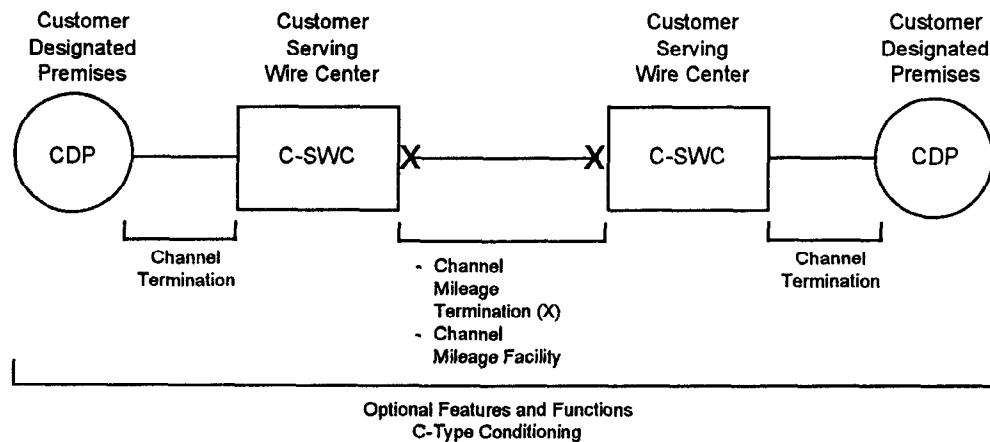 Customer
Designated
Premises
Customer
Serving
Wire Center
Customer
Serving
Wire Center
Customer
Designated
Premises
CDP
C-SWC
X
X
C-SWC
CDP
Channel
Termination
- Channel
Mileage
Termination (X)
- Channel
Mileage Facility
Channel
Termination
Optional Features and Functions
C-Type Conditioning